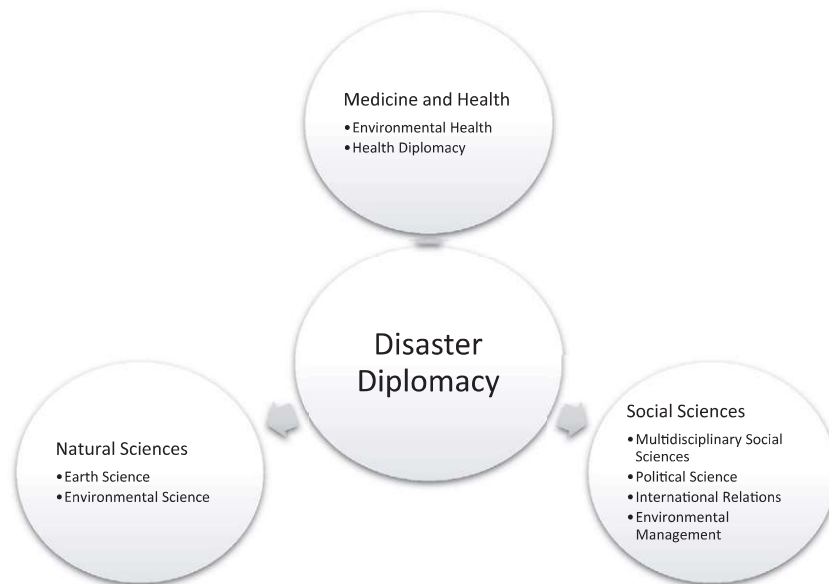 Medicine and Health
•Environmental Health
•Health Diplomacy
Disaster
Diplomacy
Natural Sciences
•Earth Science
•Environmental Science
Social Sciences
•Multidisciplinary Social
Sciences
•Political Science
•International Relations
•Environmental
Management